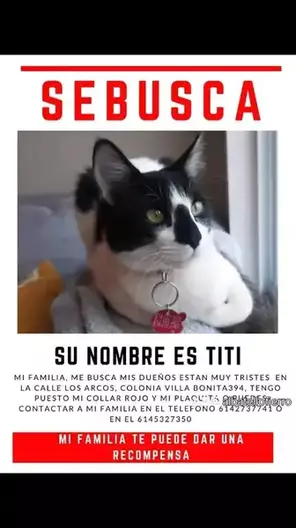 SEBUSCA
SU NOMBRE ES TITI
MI FAMILIA, ME BUSCA MIS DUEÑOS ESTAN MUY TRISTES EN
LA CALLE LOS ARCOS, COLONIA VILLA BONITA394, TENGO
PUESTO MI COLLAR ROJO Y MI PLAQUITA O PUEDES
CONTACTAR A MI FAMILIA EN EL TELEFONO 6142737741 O
EN EL 6145327350
MI FAMILIA TE PUEDE DAR UNA
RECOMPENSA